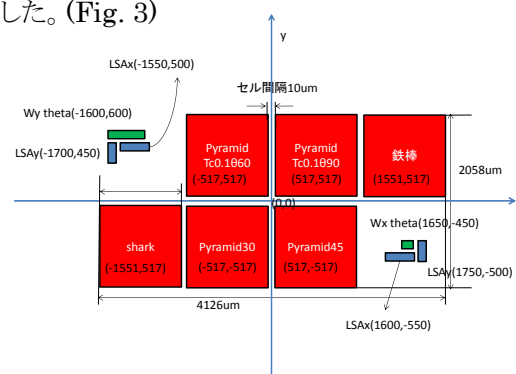 した。(Fig. 3)
y
LSAx(-1550,500)
セル間隔10um
Wy theta(-1600,600)
LSAy(-1700,450)
Pyramid
Tc0.1θ60
(-517,517)
Pyramid
Tc0.1θ90
(517,517)
鉄棒
(1551,517)
2058um
(0,0)
shark
(-1551,517)
Pyramid30
(-517,-517)
Pyramid45
(517,-517)
Wx theta(1650,-450)
LSAy(1750,-500)
4126um
LSAx(1600,-550)